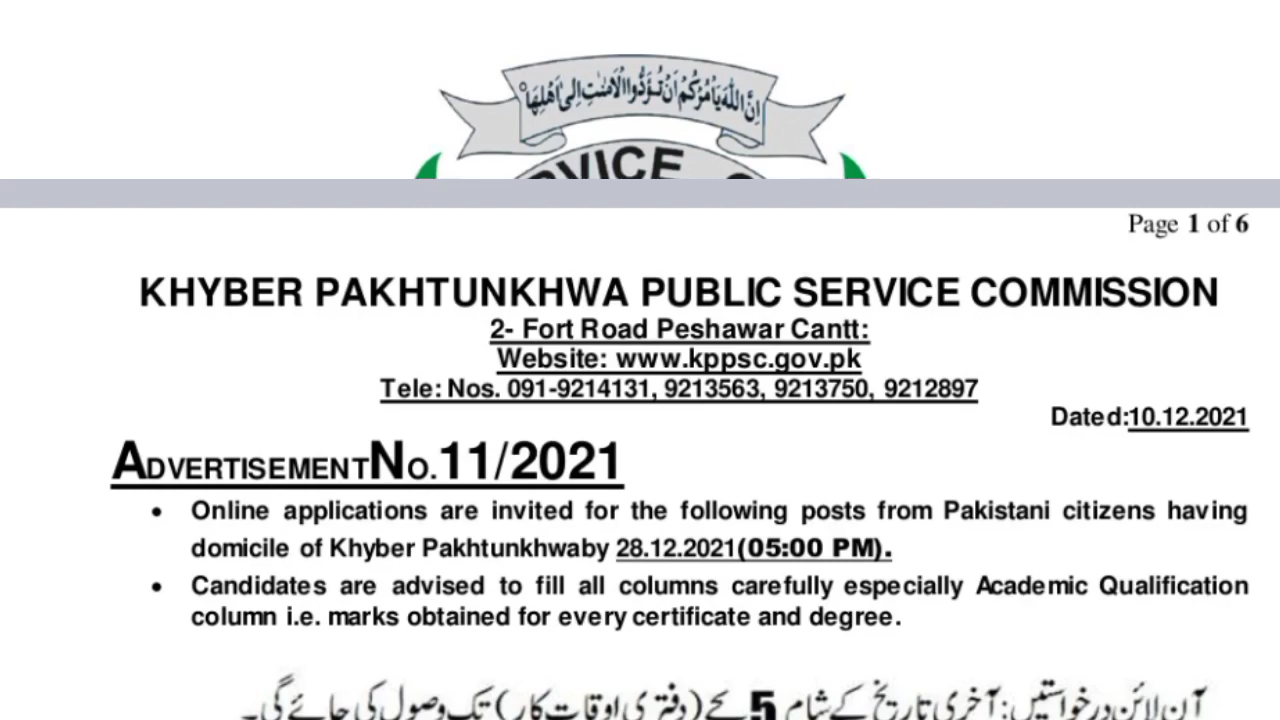 اِنَّ اللّٰهَ يَاْمُرُكُمْ اَنْ تُؤَدُّوا الْاَمٰنٰتِ اِلٰٓى اَهْلِهَا
RVICE
Page 1 of 6
KHYBER PAKHTUNKHWA PUBLIC SERVICE COMMISSION
2- Fort Road Peshawar Cantt:
Website: www.kppsc.gov.pk
Tele: Nos. 091-9214131, 9213563, 9213750, 9212897
Dated:10.12.2021
ADVERTISEMENTNO.11/2021
• Online applications are invited for the following posts from Pakistani citizens having
domicile of Khyber Pakhtunkhwaby 28.12.2021(05:00 PM).
• Candidates are advised to fill all columns carefully especially Academic Qualification
column i.e. marks obtained for every certificate and degree.
آن لائن درخواستیں: آخری تاریخ کے شام 5 بجے (دفتری اوقات کار) تک وصول کی جائے گی۔